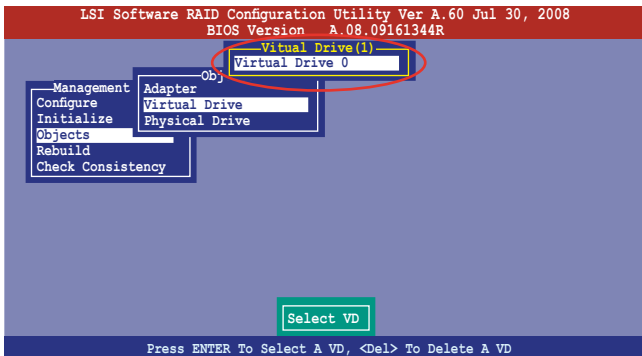 LSI Software RAID Configuration Utility Ver A.60 Jul 30, 2008
BIOS Version A.08.09161344R
Vitual Drive(1)
Virtual Drive 0
Obj
Adapter
Virtual Drive
Physical Drive
Management
Configure
Initialize
Objects
Rebuild
Check Consistency
Select VD
Press ENTER To Select A VD, <Del> To Delete A VD